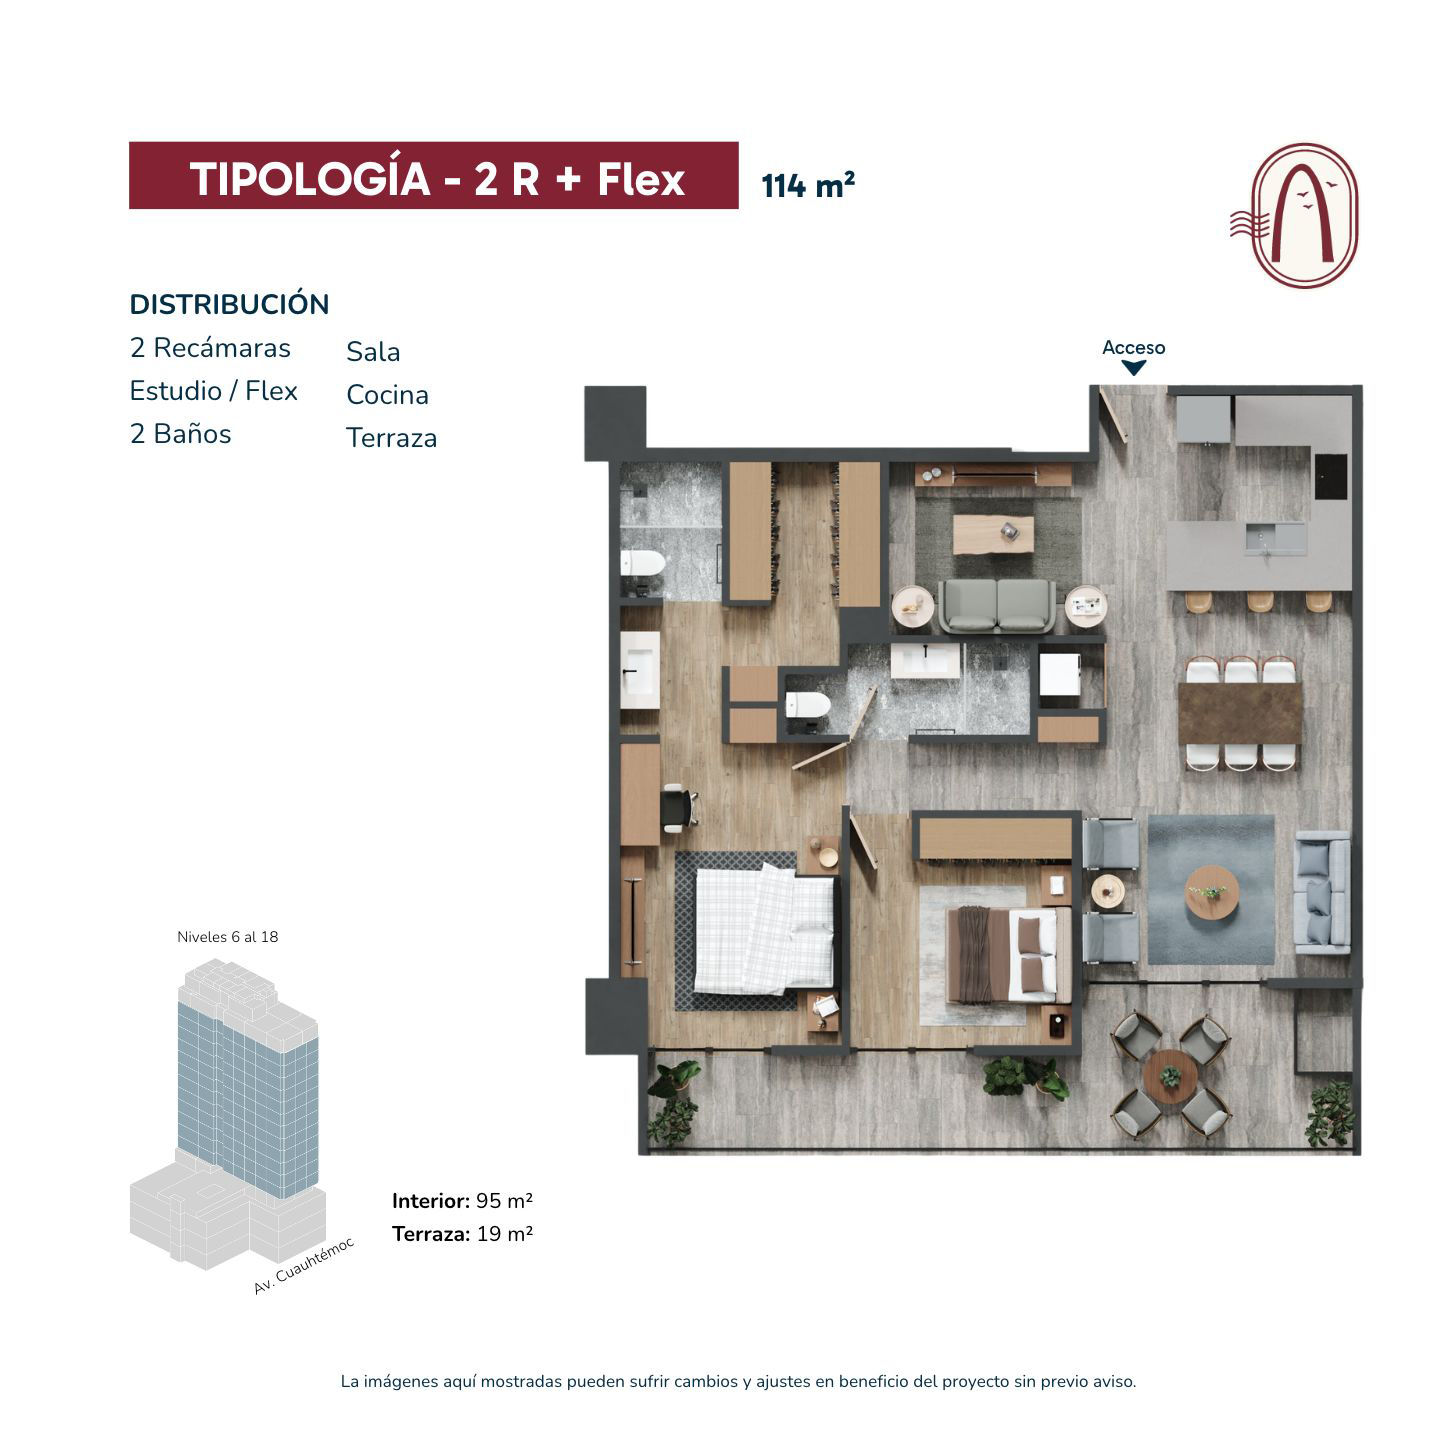 TIPOLOGÍA - 2 R + Flex
114 m²
DISTRIBUCIÓN
2 Recámaras
Estudio / Flex
2 Baños
Sala
Cocina
Terraza
Acceso
Niveles 6 al 18
Av. Cuauhtémoc
Interior: 95 m²
Terraza: 19 m²
La imágenes aquí mostradas pueden sufrir cambios y ajustes en beneficio del proyecto sin previo aviso.